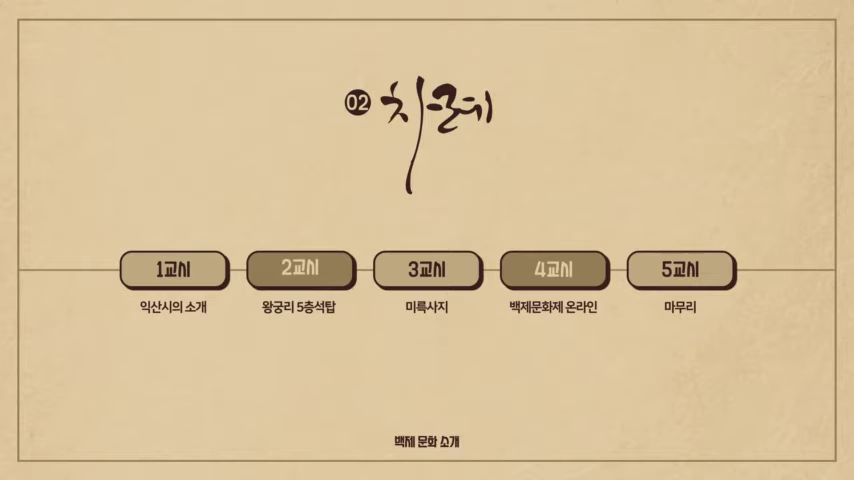 02 차례
1교시 2교시 3교시 4교시 5교시
익산시의 소개 왕궁리 5층석탑 미륵사지 백제문화제 온라인 마무리
백제 문화 소개